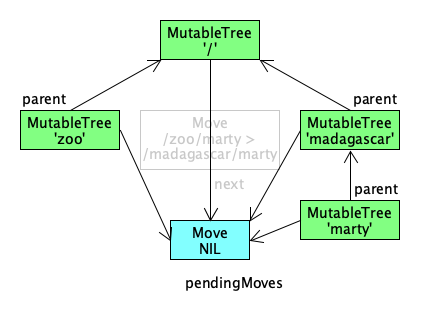 MutableTree
'/'
parent
parent
MutableTree
'zoo'
Move
/zoo/marty >
/madagascar/marty
MutableTree
'madagascar'
next
parent
Move
NIL
MutableTree
'marty'
pendingMoves